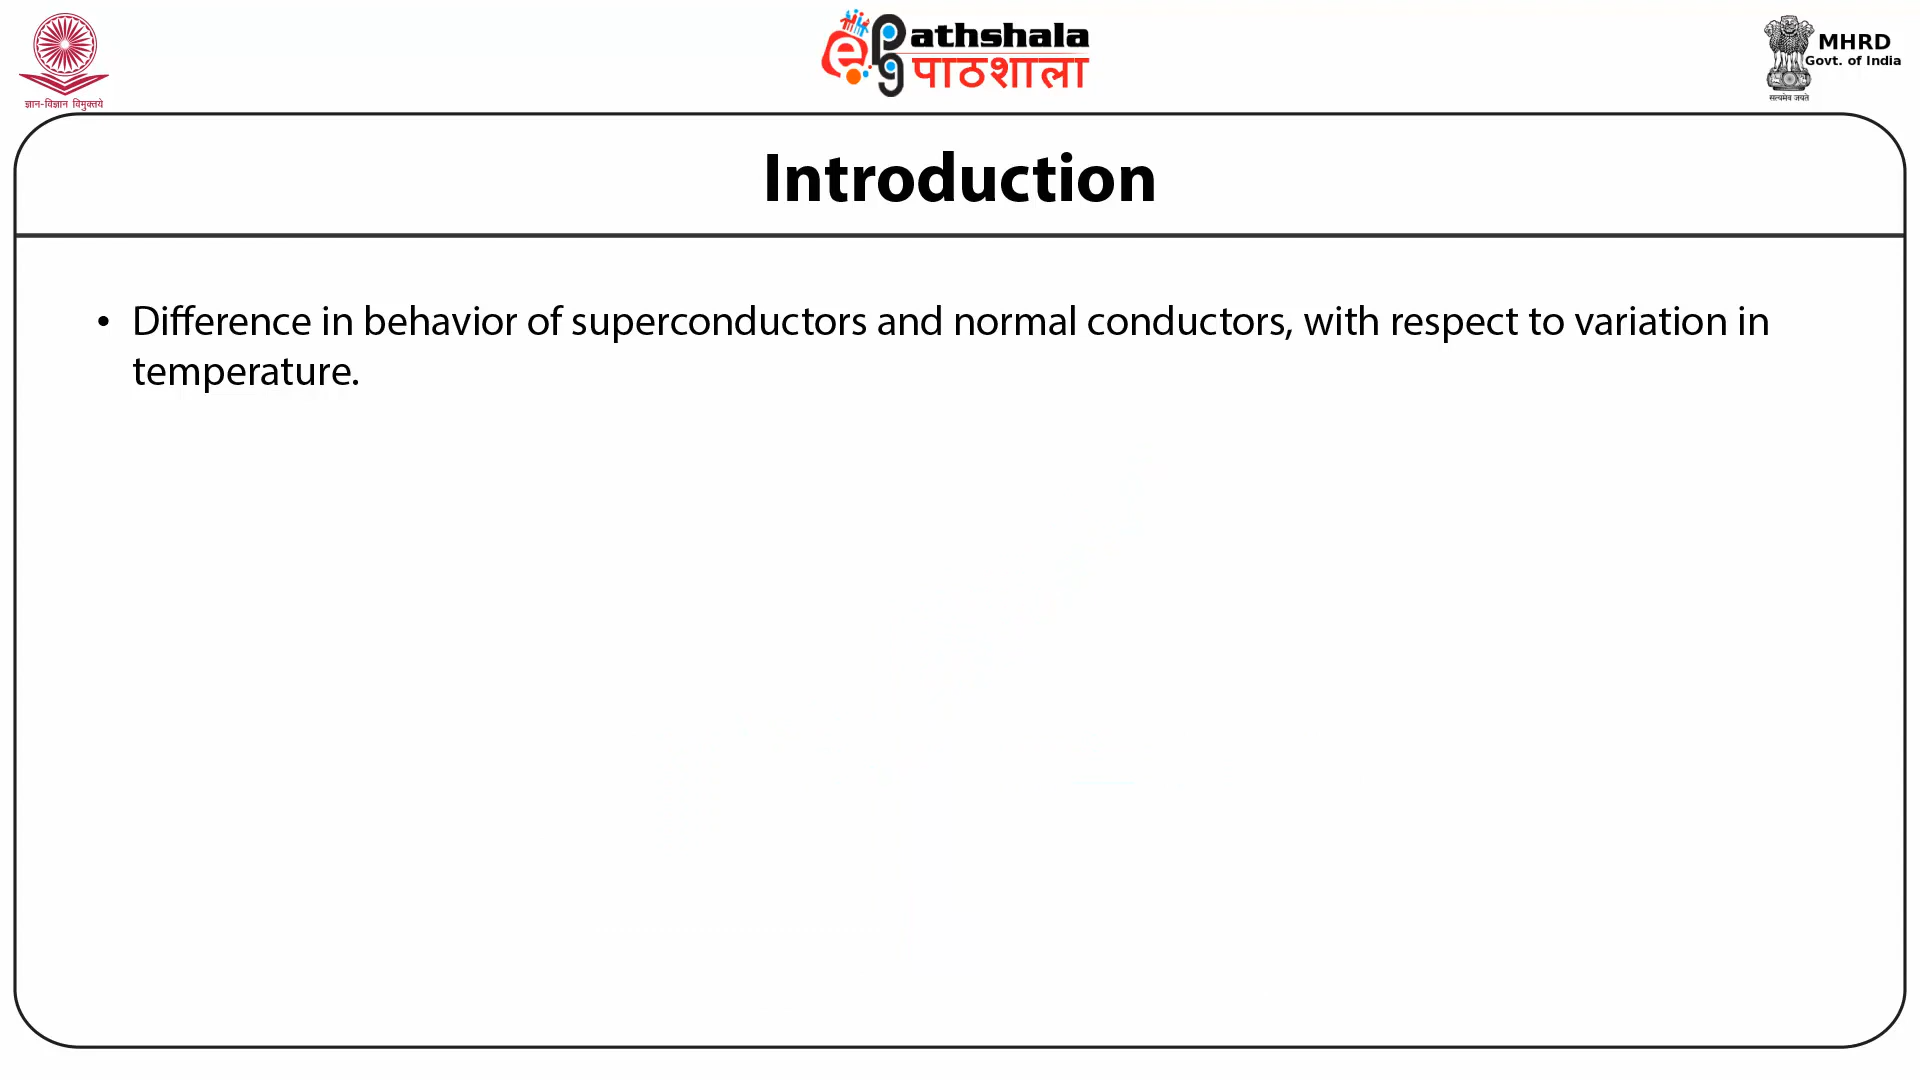 ज्ञान-विज्ञान विमुक्तये
e
PG
athshala
पाठशाला
MHRD
Govt. of India
सत्यमेव जयते
Introduction
• Difference in behavior of superconductors and normal conductors, with respect to variation in
temperature.